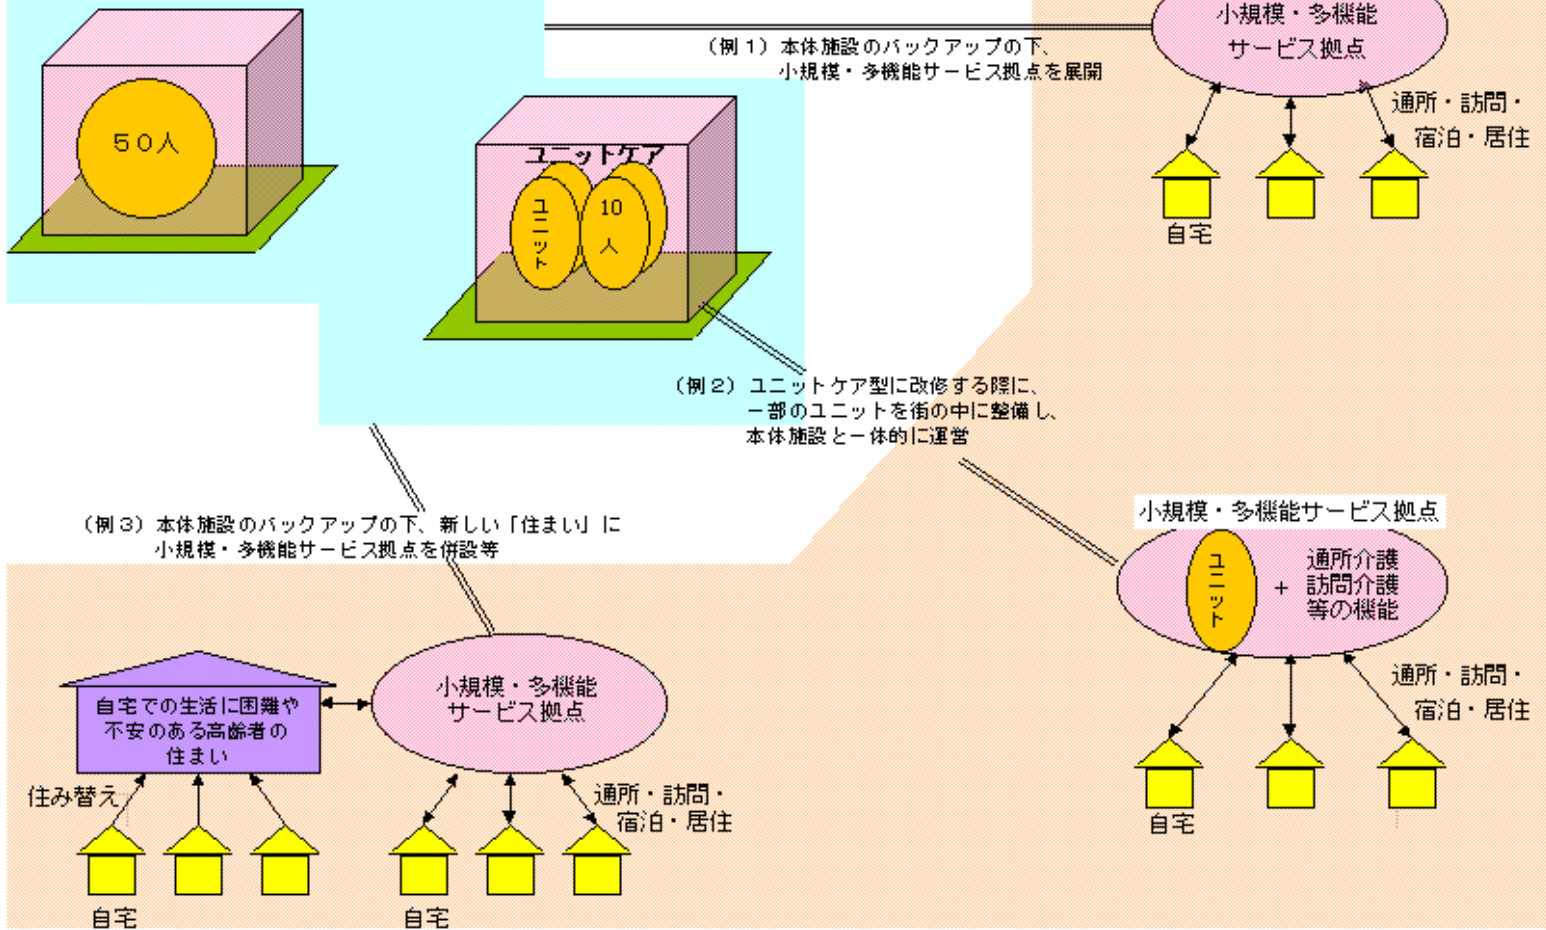 小規模・多機能
サービス拠点
(例1) 本体施設のバックアップの下、
小規模・多機能サービス拠点を展開
通所・訪問・
宿泊・居住
自宅
50人
ユニットケア
ユニット
10
人
(例2) ユニットケア型に改修する際に、
一部のユニットを街の中に整備し、
本体施設と一体的に運営
小規模・多機能サービス拠点
ユニット
+
通所介護
訪問介護
等の機能
通所・訪問・
宿泊・居住
自宅
(例3) 本体施設のバックアップの下、新しい「住まい」に
小規模・多機能サービス拠点を併設等
小規模・多機能
サービス拠点
自宅での生活に困難や
不安のある高齢者の
住まい
住み替え
通所・訪問・
宿泊・居住
自宅
自宅